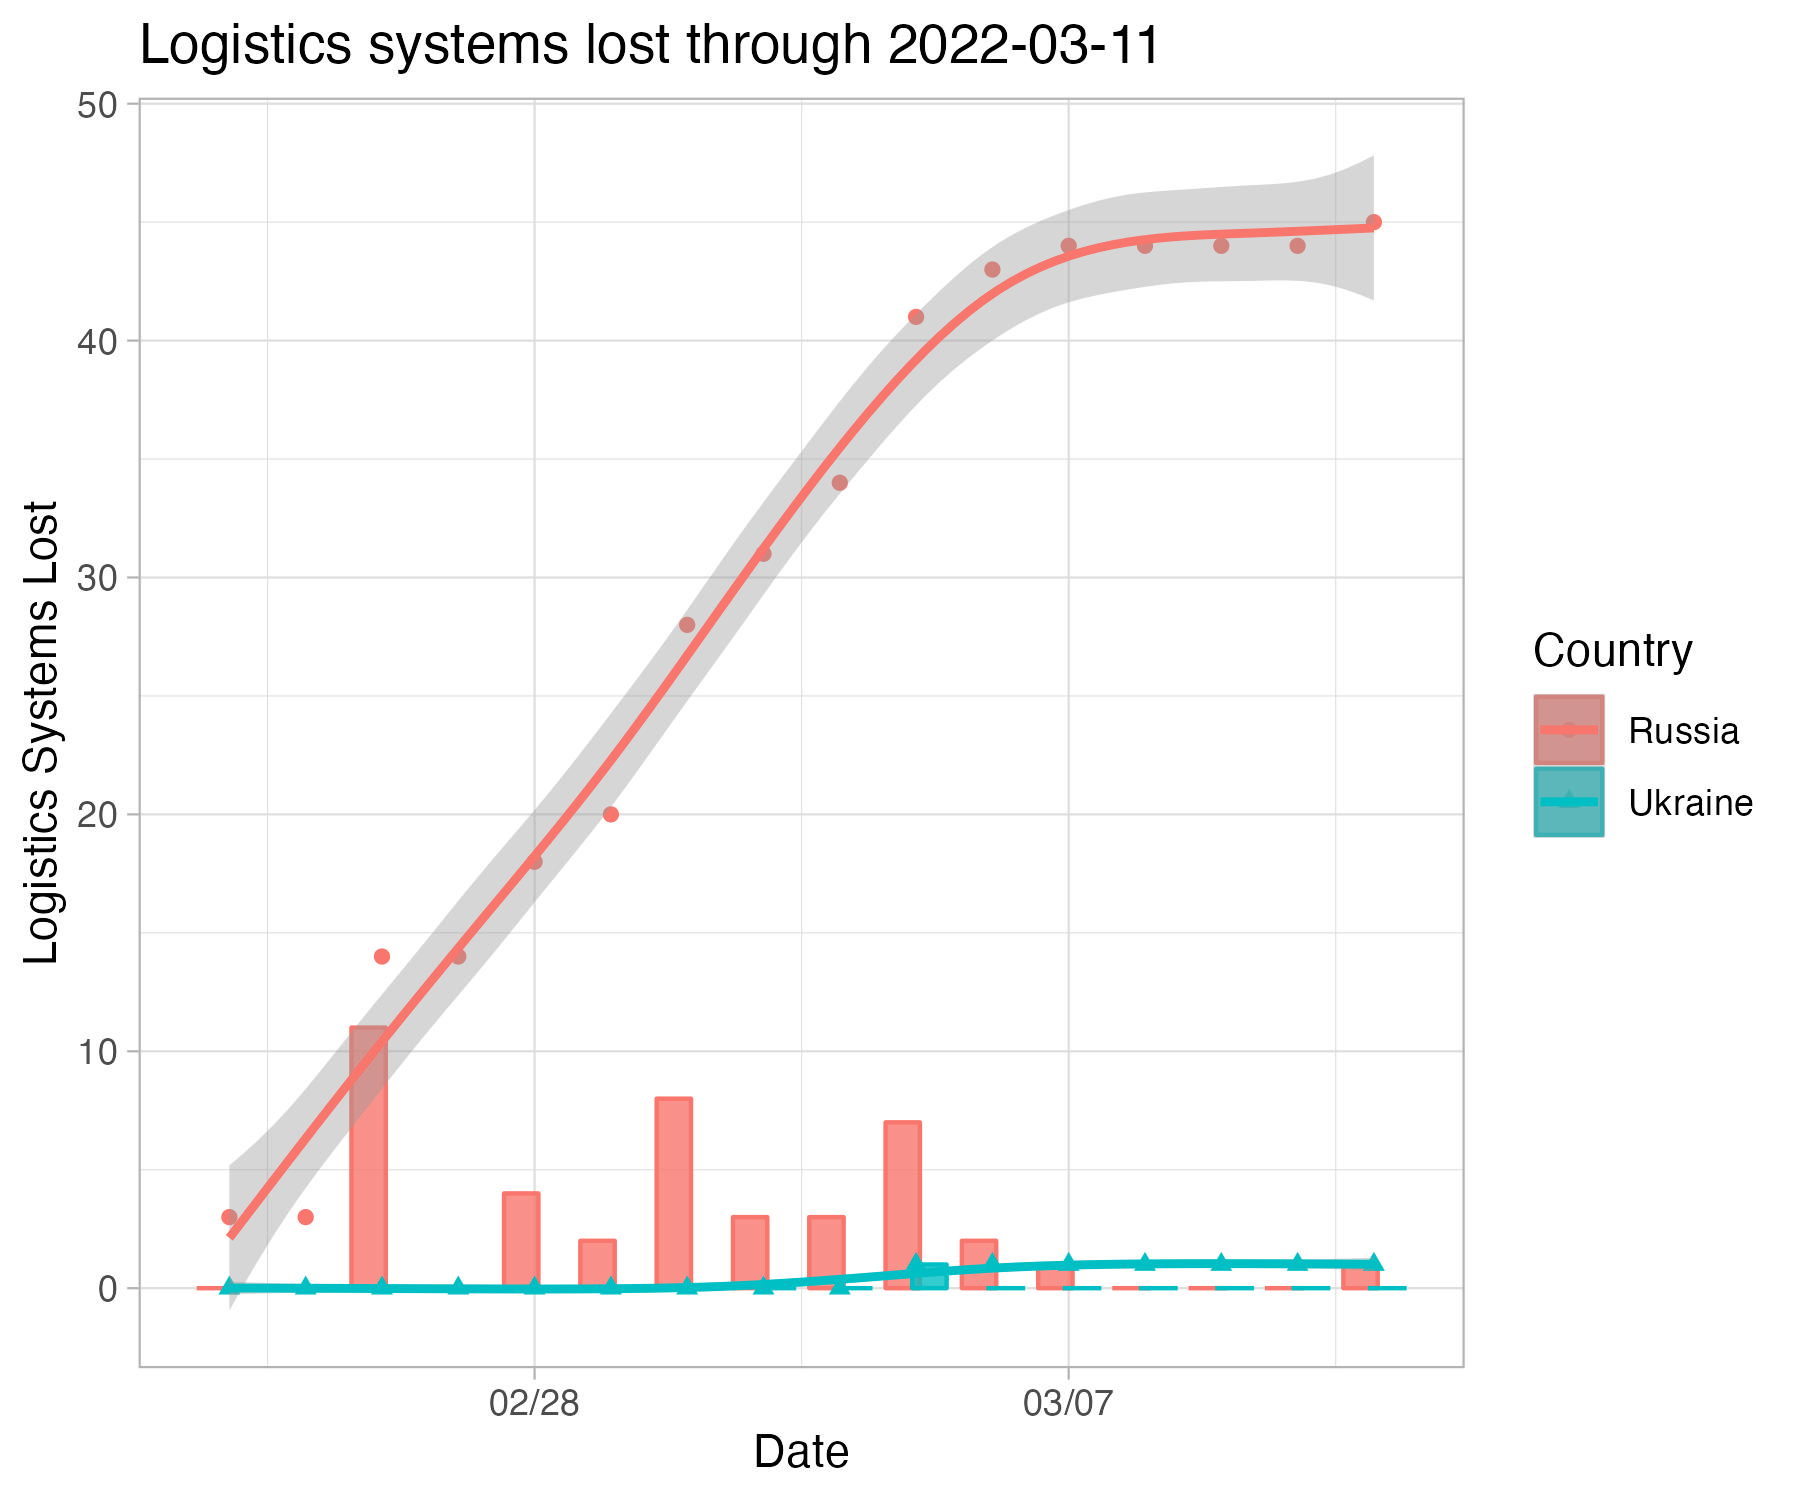 Logistics systems lost through 2022-03-11
50
40
30
20
10
0
Logistics Systems Lost
02/28
03/07
Date
Country
Russia
Ukraine